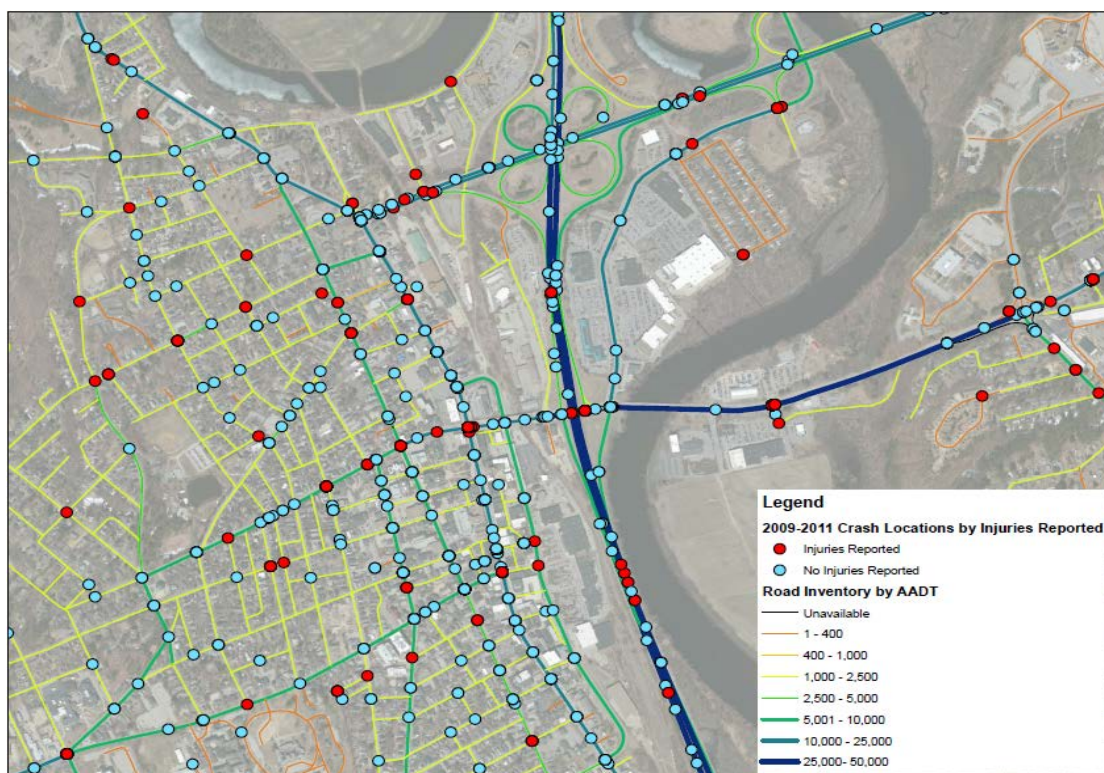 Legend
2009-2011 Crash Locations by Injuries Reported
Injuries Reported
No Injuries Reported
Road Inventory by AADT
Unavailable
1 - 400
400 - 1,000
1,000 - 2,500
2,500 - 5,000
5,001 - 10,000
10,000 - 25,000
25,000- 50,000